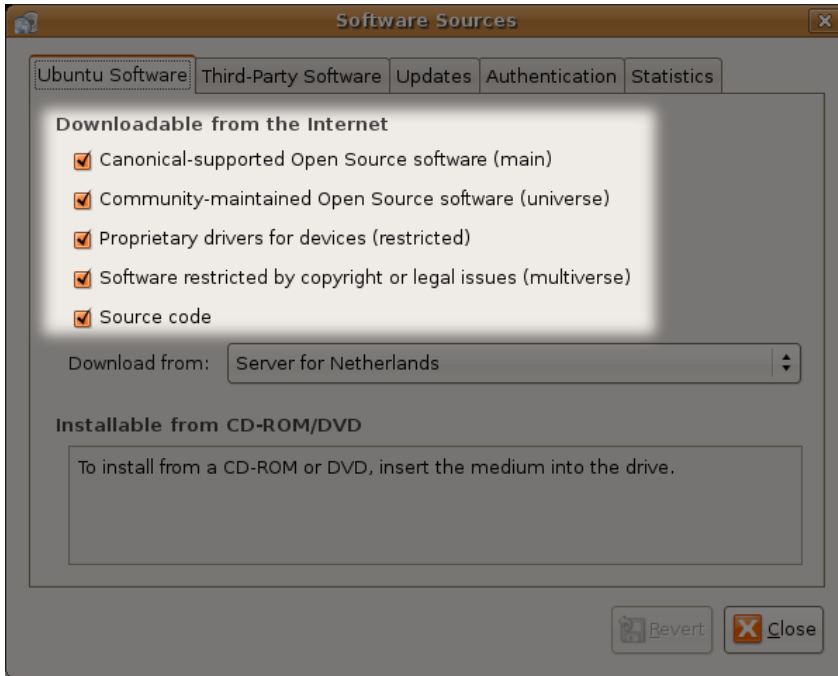 Software Sources
Ubuntu Software Third-Party Software Updates Authentication Statistics
Downloadable from the Internet
Canonical-supported Open Source software (main)
Community-maintained Open Source software (universe)
Proprietary drivers for devices (restricted)
Software restricted by copyright or legal issues (multiverse)
Source code
Download from: Server for Netherlands
Installable from CD-ROM/DVD
To install from a CD-ROM or DVD, insert the medium into the drive.
Revert Close